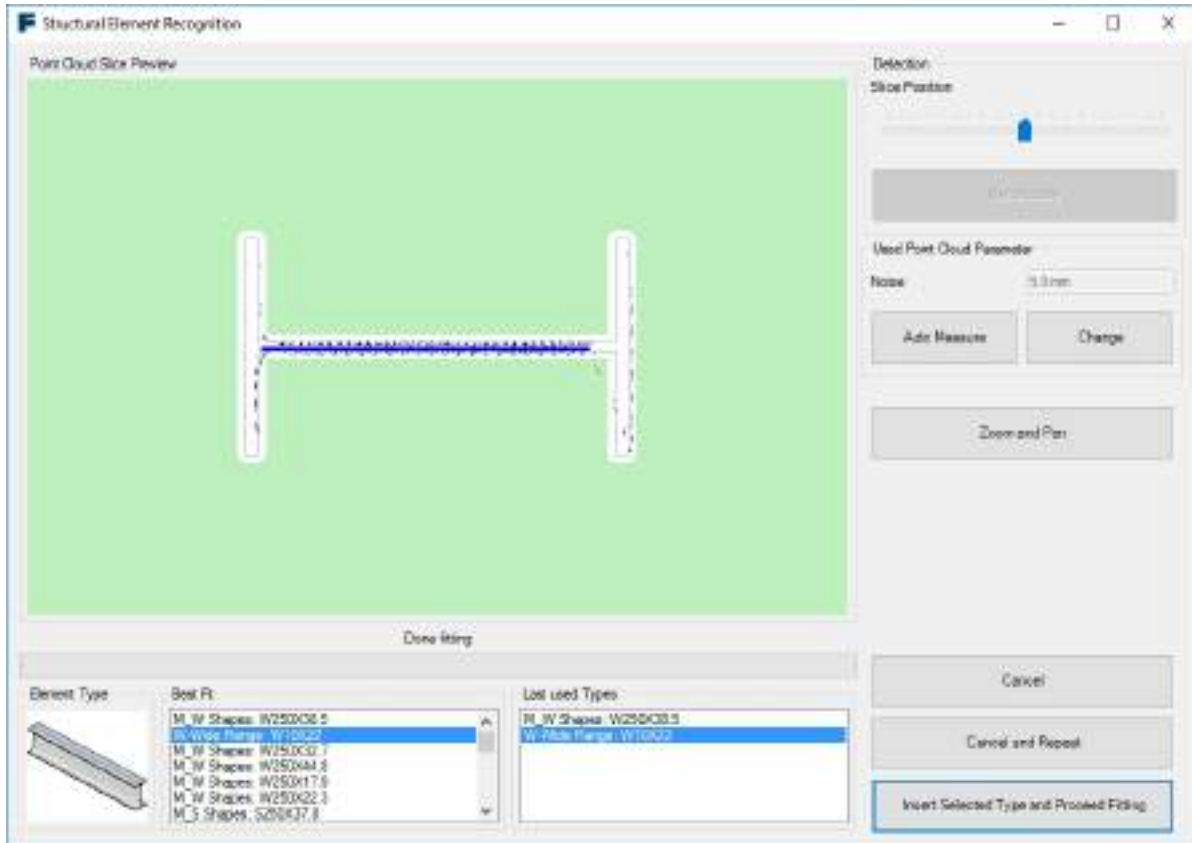 Structural Element Recognition
Point Cloud Slice Preview
Detection
Slice Position
Used Point Cloud Parameter
Noise
Auto Measure
Change
Zoom and Pan
Done fitting
Element Type
Best Fit
Last used Types
M_W Shapes: W250X38.5
W-Wide Flange: W10X22
M_W Shapes: W250X32.7
M_W Shapes: W250X44.8
M_W Shapes: W250X17.9
M_W Shapes: W250X22.3
M_S Shapes: S250X37.8
M_W Shapes: W250X38.5
W-Wide Flange: W10X22
Cancel
Cancel and Repeat
Insert Selected Type and Proceed Fitting